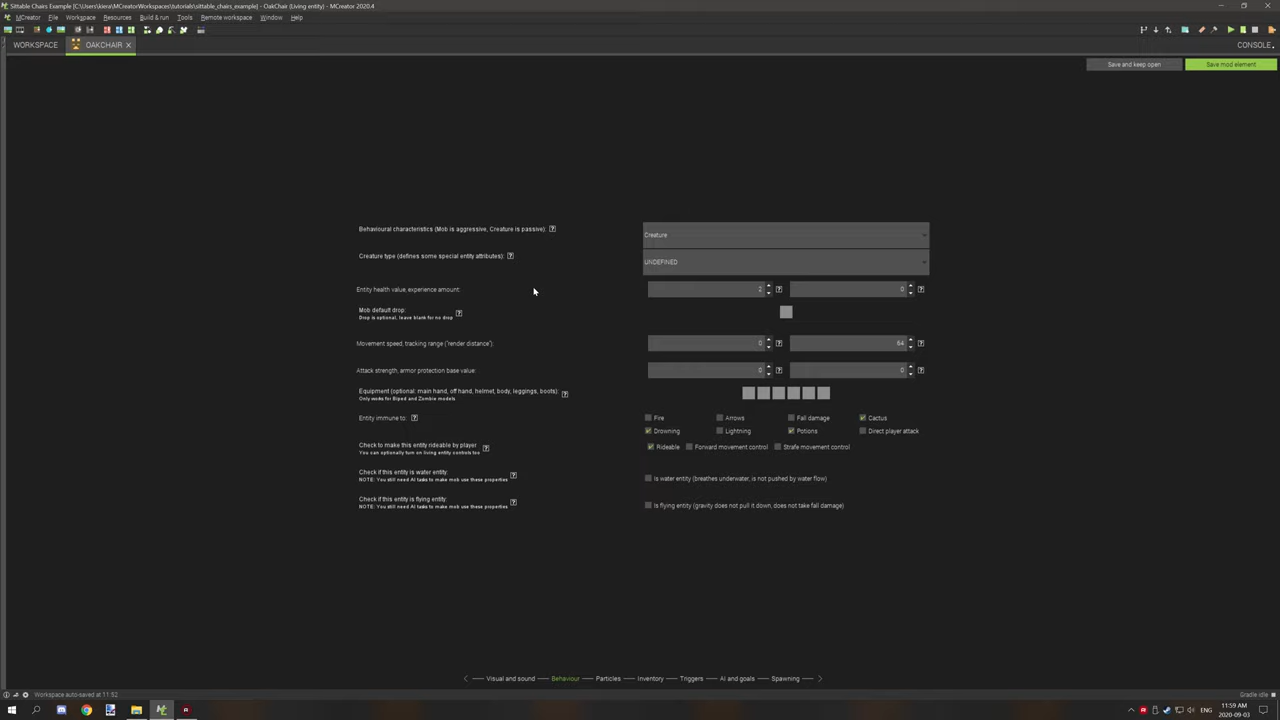 Sittable Chairs Example [C:\Users\kiera\MCreatorWorkspaces\tutorials\sittable_chairs_example] - OakChair (Living entity) - MCreator 2020.4
MCreator File Workspace Resources Build & run Tools Remote workspace Window Help
WORKSPACE OAKCHAIR CONSOLE
Save and keep open Save mod element
Behavioural characteristics (Mob is aggressive, Creature is passive): Creature
Creature type (defines some special entity attributes): UNDEFINED
Entity health value, experience amount: 2 0
Mob default drop:
Drop is optional, leave blank for no drop
Movement speed, tracking range ("render distance"): 0 64
Attack strength, armor protection base value: 0 0
Equipment (optional: main hand, off hand, helmet, body, leggings, boots):
Only works for Biped and Zombie models
Entity immune to: Fire Arrows Fall damage Cactus
Drowning Lightning Potions Direct player attack
Check to make this entity rideable by player Rideable Forward movement control Strafe movement control
You can optionally turn on living entity controls too
Check if this entity is water entity: Is water entity (breathes underwater, is not pushed by water flow)
NOTE: You still need AI tasks to make mob use these properties
Check if this entity is flying entity: Is flying entity (gravity does not pull it down, does not take fall damage)
NOTE: You still need AI tasks to make mob use these properties
Visual and sound Behaviour Particles Inventory Triggers AI and goals Spawning
Workspace auto-saved at 11:52 Gradle idle
ENG 11:59 AM
2020-09-03